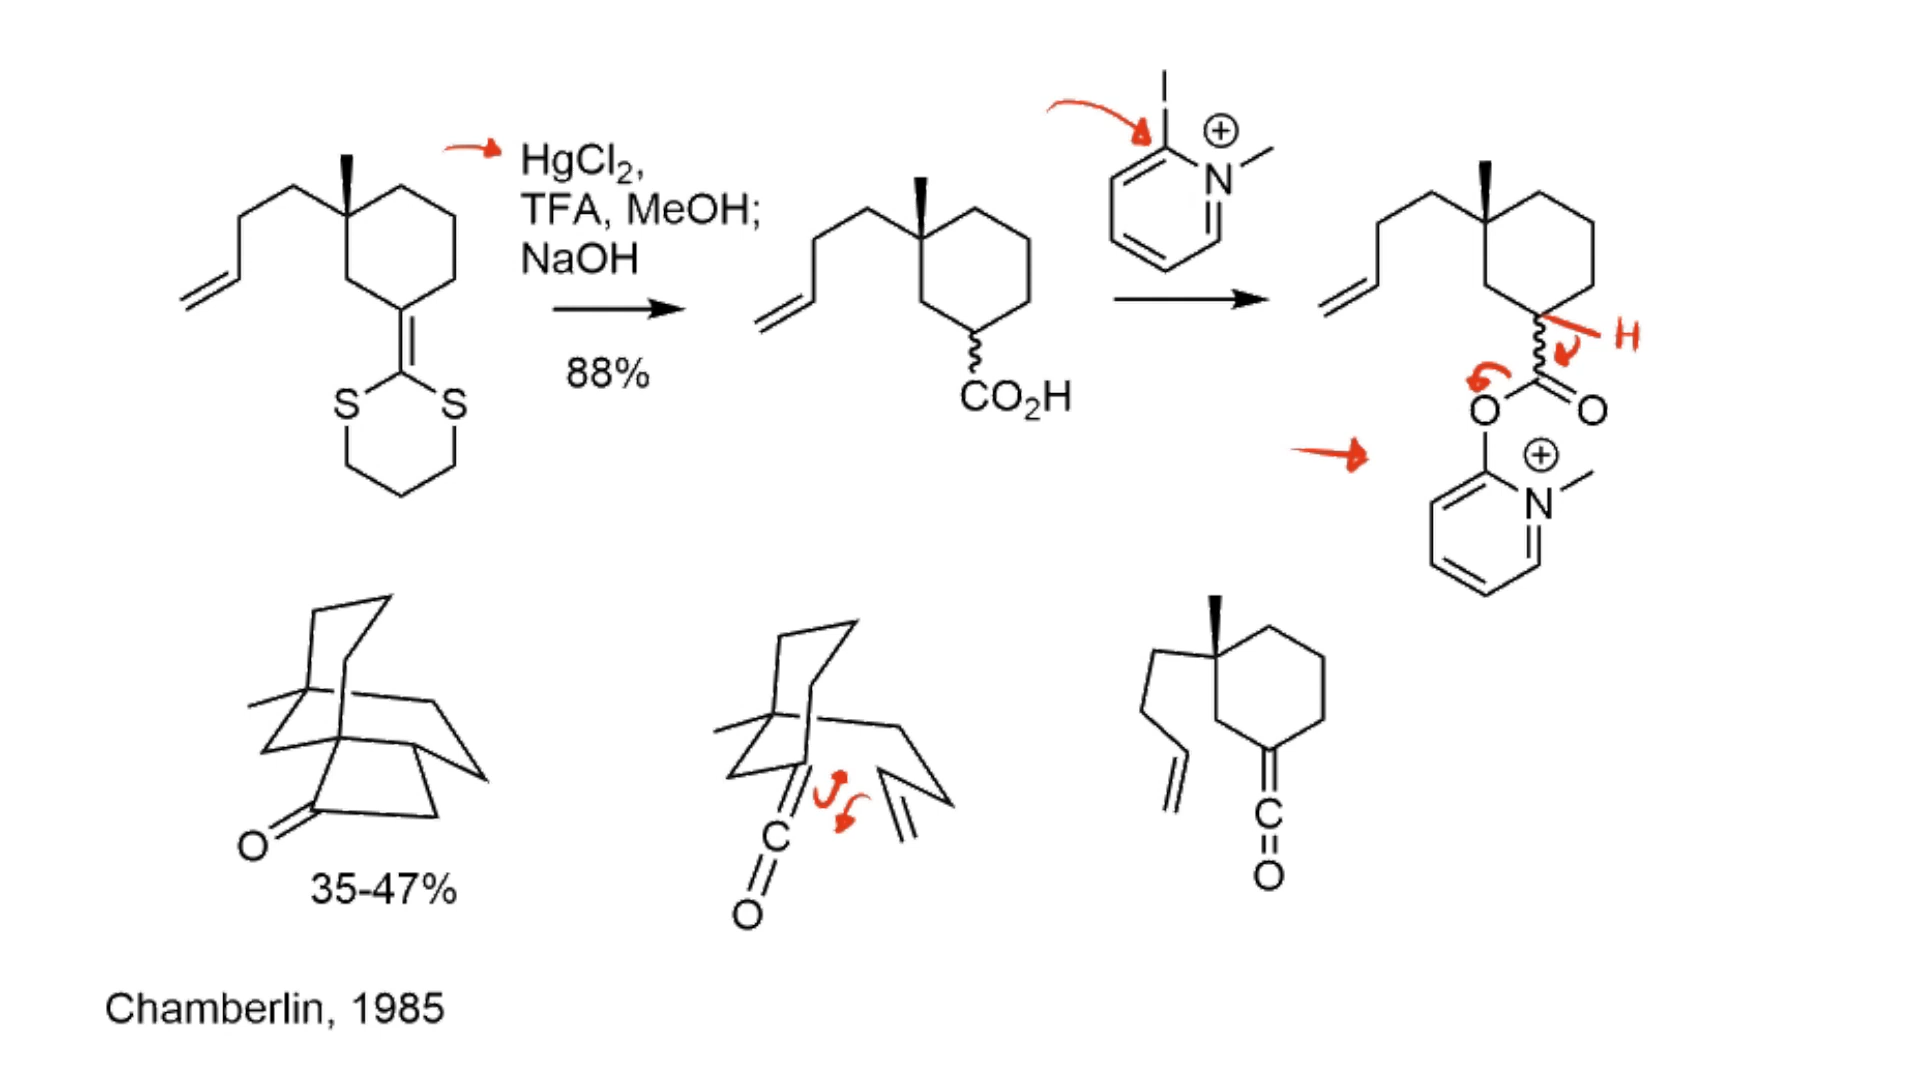 I
⊕
N
HgCl₂,
TFA, MeOH;
NaOH
88%
S S
CO₂H
H
O O
⊕
N
C
O
C
O
O
35-47%
Chamberlin, 1985